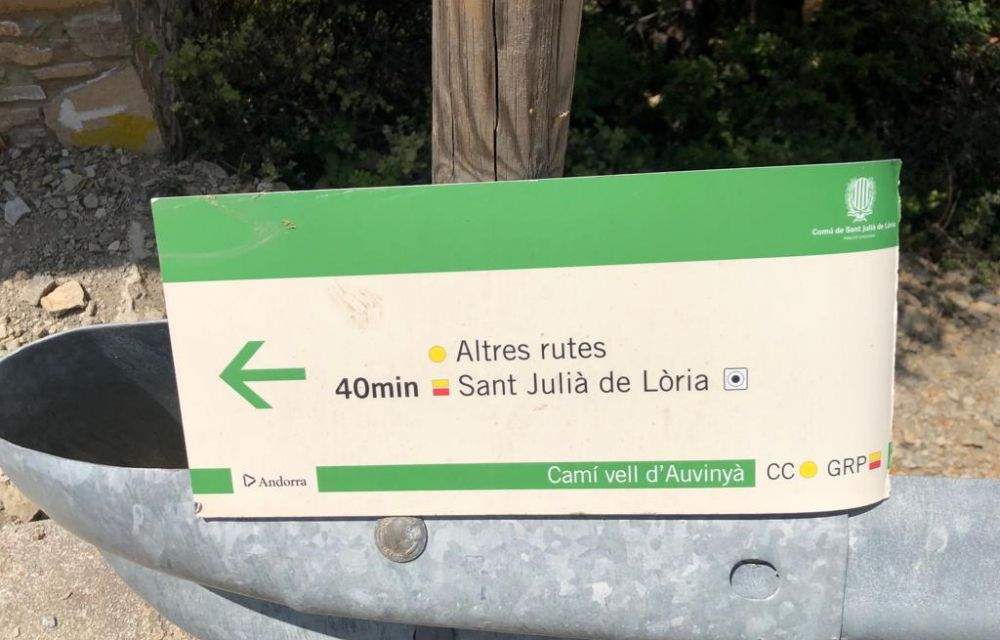 Comú de Sant Julià de Lòria
Altres rutes
40min Sant Julià de Lòria
Andorra
Camí vell d'Auvinyà
CC GRP